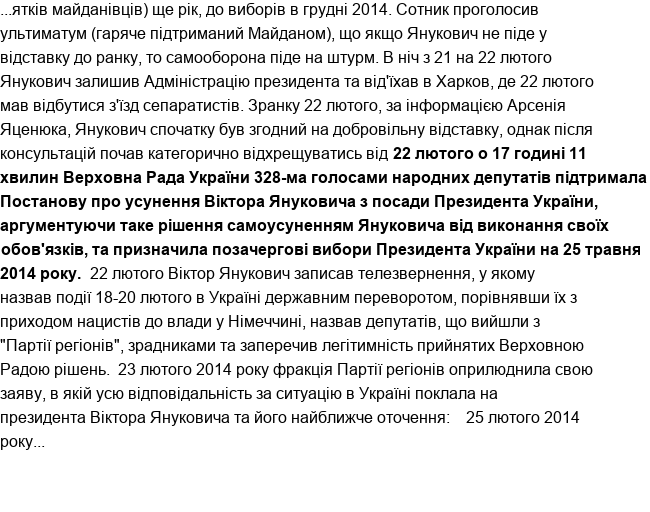 ...ятків майданівців) ще рік, до виборів в грудні 2014. Сотник проголосив
ультиматум (гаряче підтриманий Майданом), що якщо Янукович не піде у
відставку до ранку, то самооборона піде на штурм. В ніч з 21 на 22 лютого
Янукович залишив Адміністрацію президента та від'їхав в Харков, де 22 лютого
мав відбутися з'їзд сепаратистів. Зранку 22 лютого, за інформацією Арсенія
Яценюка, Янукович спочатку був згодний на добровільну відставку, однак після
консультацій почав категорично відхрещуватись від 22 лютого о 17 годині 11
хвилин Верховна Рада України 328-ма голосами народних депутатів підтримала
Постанову про усунення Віктора Януковича з посади Президента України,
аргументуючи таке рішення самоусуненням Януковича від виконання своїх
обов'язків, та призначила позачергові вибори Президента України на 25 травня
2014 року.  22 лютого Віктор Янукович записав телезвернення, у якому
назвав події 18-20 лютого в Україні державним переворотом, порівнявши їх з
приходом нацистів до влади у Німеччині, назвав депутатів, що вийшли з
"Партії регіонів", зрадниками та заперечив легітимність прийнятих Верховною
Радою рішень.  23 лютого 2014 року фракція Партії регіонів оприлюднила свою
заяву, в якій усю відповідальність за ситуацію в Україні поклала на
президента Віктора Януковича та його найближче оточення:    25 лютого 2014
року...